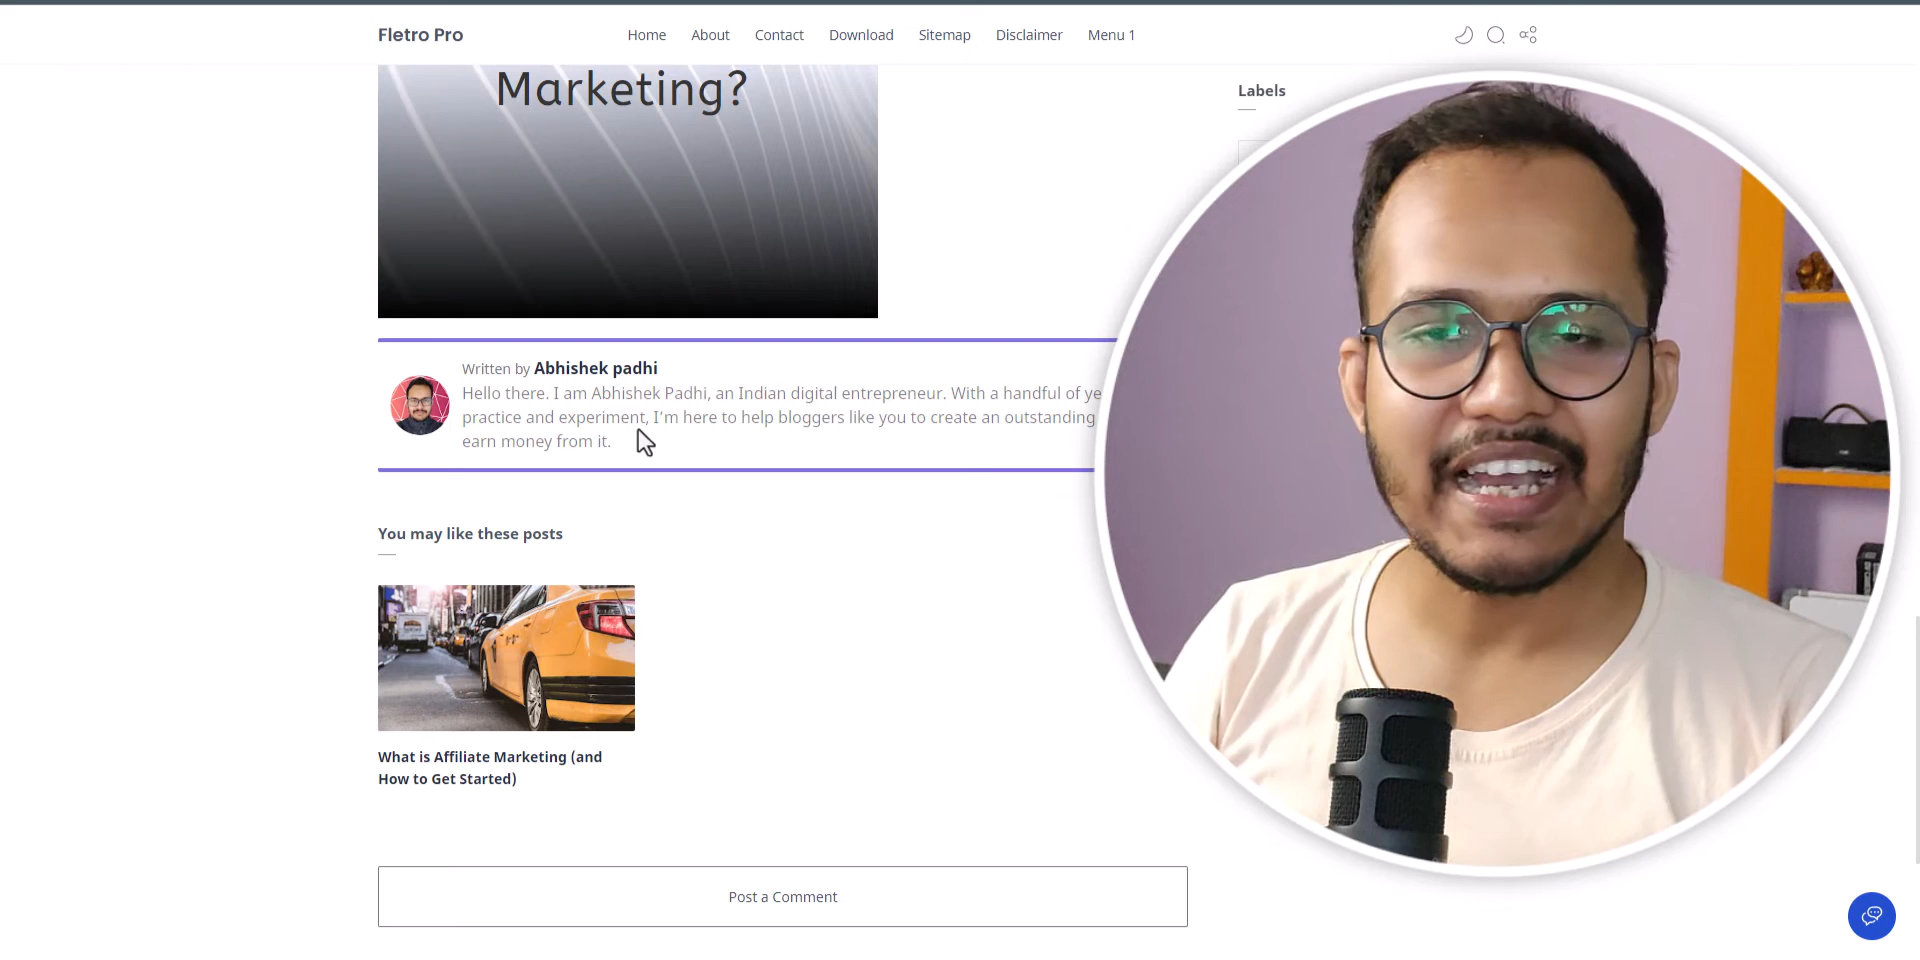 Fletro Pro
Home About Contact Download Sitemap Disclaimer Menu 1
Marketing?
Labels
Written by Abhishek padhi
Hello there. I am Abhishek Padhi, an Indian digital entrepreneur. With a handful of
practice and experiment, I'm here to help bloggers like you to create an outstanding
earn money from it.
You may like these posts
What is Affiliate Marketing (and
How to Get Started)
Post a Comment